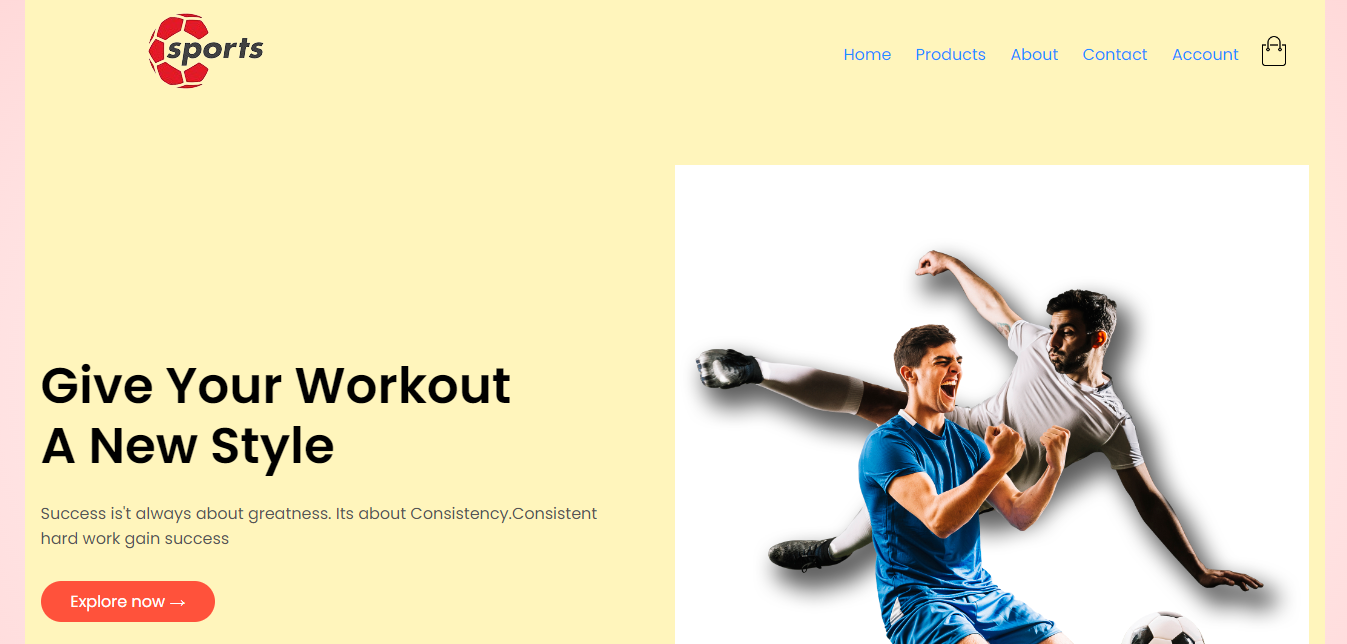 sports
Home Products About Contact Account
Give Your Workout
A New Style
Success is't always about greatness. Its about Consistency.Consistent
hard work gain success
Explore now →